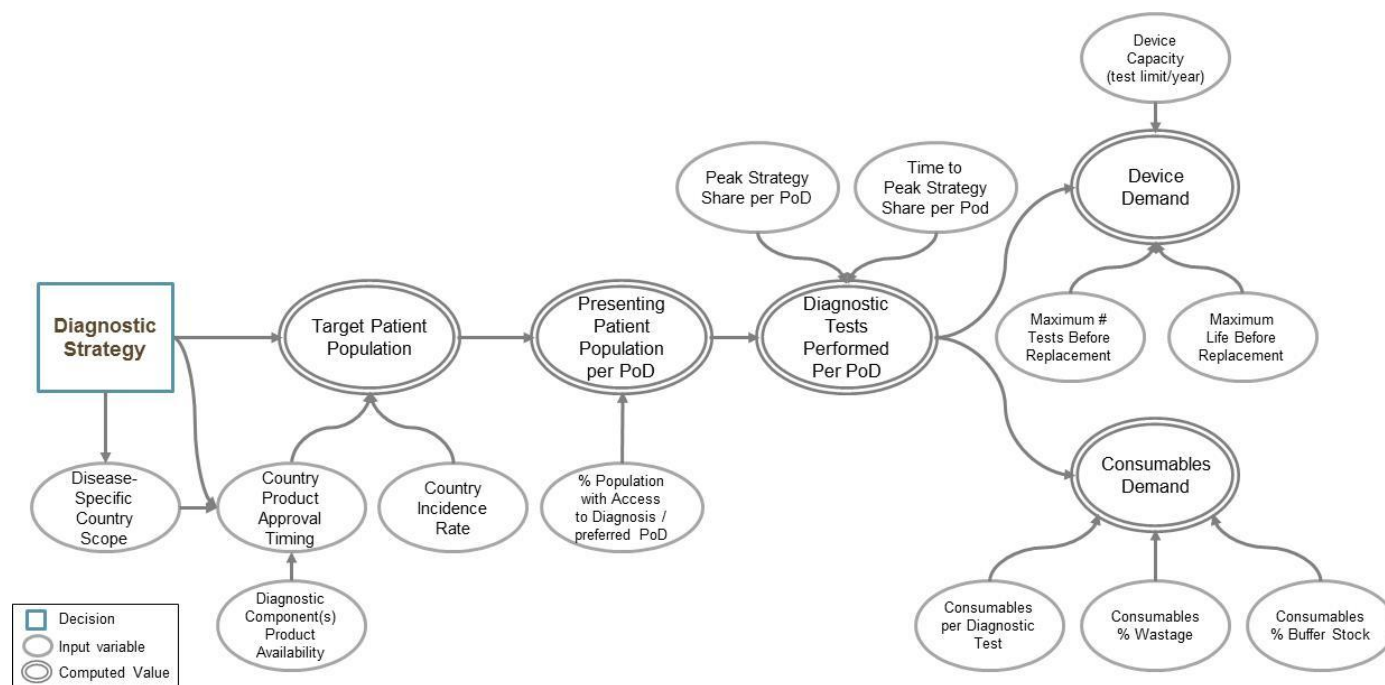 Device
Capacity
(test limit/year)
Peak Strategy
Share per PoD
Time to
Peak Strategy
Share per Pod
Device
Demand
Diagnostic
Strategy
Target Patient
Population
Presenting
Patient
Population
per PoD
Diagnostic
Tests
Performed
Per PoD
Maximum #
Tests Before
Replacement
Maximum
Life Before
Replacement
Disease-
Specific
Country
Scope
Country
Product
Approval
Timing
Country
Incidence
Rate
% Population
with Access
to Diagnosis /
preferred PoD
Consumables
Demand
Diagnostic
Component(s)
Product
Availability
Consumables
per Diagnostic
Test
Consumables
% Wastage
Consumables
% Buffer Stock
Decision
Input variable
Computed Value